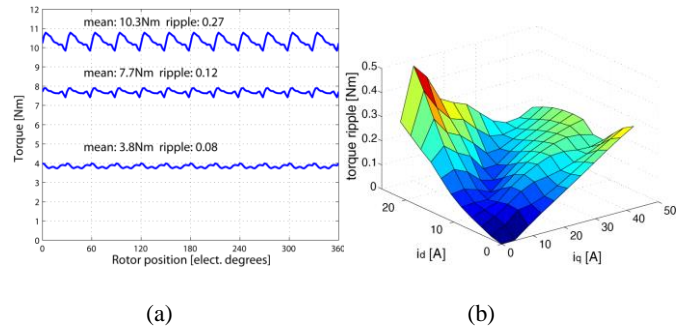 12
11
10
9
8
7
6
5
4
3
2
1
0
Torque [Nm]
mean: 10.3Nm ripple: 0.27
mean: 7.7Nm ripple: 0.12
mean: 3.8Nm ripple: 0.08
0 60 120 180 240 300 360
Rotor position [elect. degrees]
(a)
0.5
0.4
0.3
0.2
0.1
0
torque ripple [Nm]
20
10
0
i_d [A]
0
10
20
30
40
50
i_q [A]
(b)